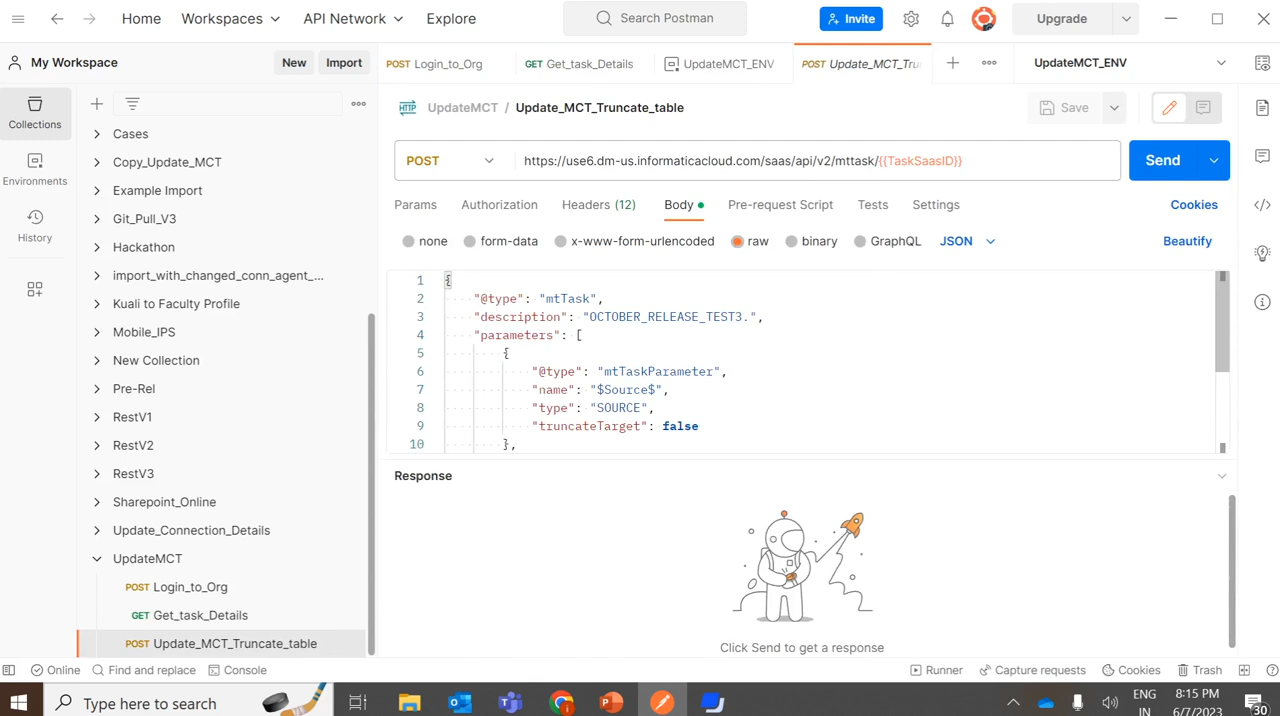 Home Workspaces API Network Explore Search Postman Invite Upgrade
My Workspace New Import POST Login_to_Org GET Get_task_Details UpdateMCT_ENV POST Update_MCT_Trun UpdateMCT_ENV
Collections
Environments
History
Cases
Copy_Update_MCT
Example Import
Git_Pull_V3
Hackathon
import_with_changed_conn_agent_...
Kuali to Faculty Profile
Mobile_IPS
New Collection
Pre-Rel
RestV1
RestV2
RestV3
Sharepoint_Online
Update_Connection_Details
UpdateMCT
POST Login_to_Org
GET Get_task_Details
POST Update_MCT_Truncate_table
HTTP UpdateMCT / Update_MCT_Truncate_table Save
POST https://use6.dm-us.informaticacloud.com/saas/api/v2/mttask/{{TaskSaasID}} Send
Params Authorization Headers (12) Body Pre-request Script Tests Settings Cookies
none form-data x-www-form-urlencoded raw binary GraphQL JSON Beautify
1 {
2 "@type": "mtTask",
3 "description": "OCTOBER_RELEASE_TEST3.",
4 "parameters": [
5 {
6 "@type": "mtTaskParameter",
7 "name": "$Source$",
8 "type": "SOURCE",
9 "truncateTarget": false
10 },
Response
Click Send to get a response
Online Find and replace Console Runner Capture requests Cookies Trash
Type here to search ENG 8:15 PM
IN 6/7/2023 30